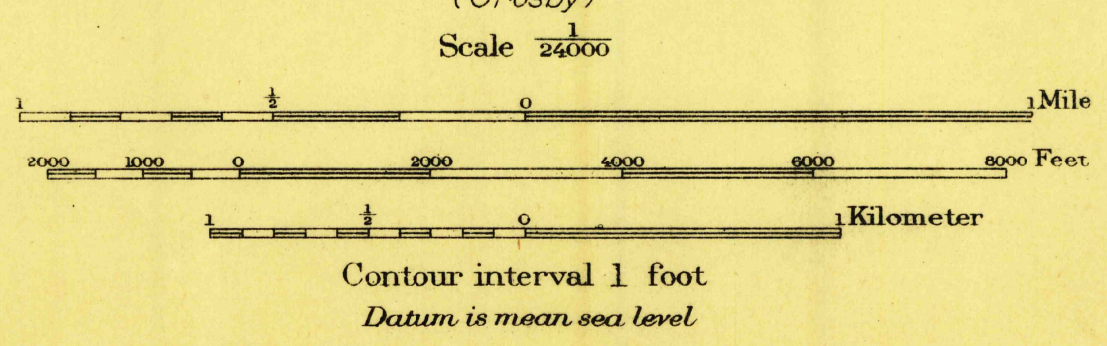 (Crosby)
Scale 1/24000
1 ½ 0 1 Mile
2000 1000 0 2000 4000 6000 8000 Feet
1 ½ 0 1 Kilometer
Contour interval 1 foot
Datum is mean sea level